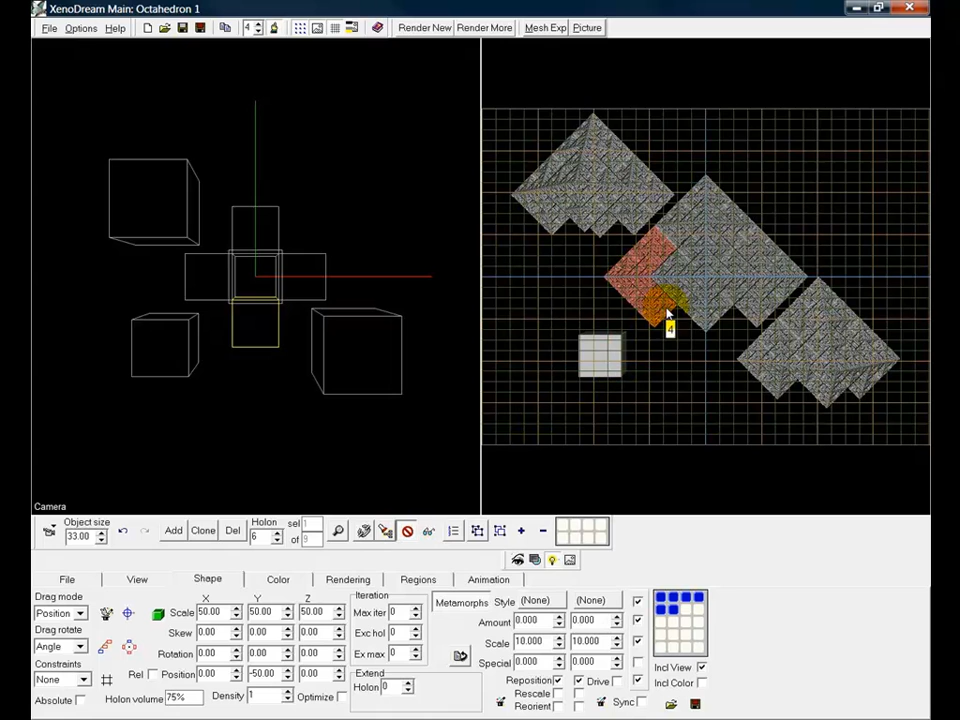 XenoDream Main: Octahedron 1
File Options Help 4 Render New Render More Mesh Exp Picture
4
Camera
Object size
33.00
Add Clone Del
Holon
6
sel 1
of 9
File View Shape Color Rendering Regions Animation
Drag mode
Position
Drag rotate
Angle
Constraints
None
Absolute
X Y Z
Scale 50.00 50.00 50.00
Skew 0.00 0.00 0.00
Rotation 0.00 0.00 0.00
Rel Position 0.00 -50.00 0.00
Holon volume 75% Density 1 Optimize
Iteration
Max iter 0
Exc hol 0
Ex max 0
Extend
Holon 0
Metamorphs Style (None) (None)
Amount 0.000 0.000
Scale 10.000 10.000
Special 0.000 0.000
Reposition Drive
Rescale
Reorient Sync
Incl View
Incl Color